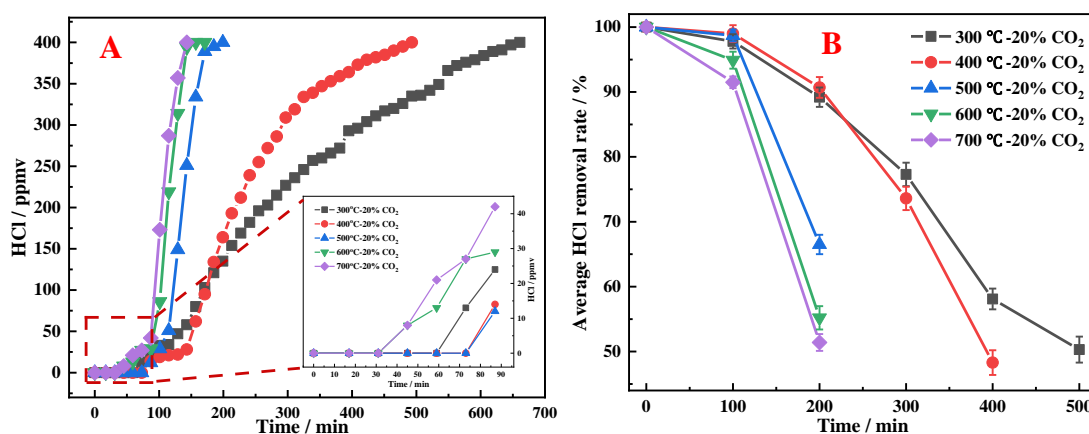 A
HCl / ppmv
400
350
300
250
200
150
100
50
0
0 100 200 300 400 500 600 700
Time / min
300°C-20% CO₂
400°C-20% CO₂
500°C-20% CO₂
600°C-20% CO₂
700°C-20% CO₂
40
30
20
10
0
HCl / ppmv
0 10 20 30 40 50 60 70 80 90
Time / min
B
Average HCl removal rate / %
100
90
80
70
60
50
0 100 200 300 400 500
Time / min
300 ℃-20% CO₂
400 ℃-20% CO₂
500 ℃-20% CO₂
600 ℃-20% CO₂
700 ℃-20% CO₂